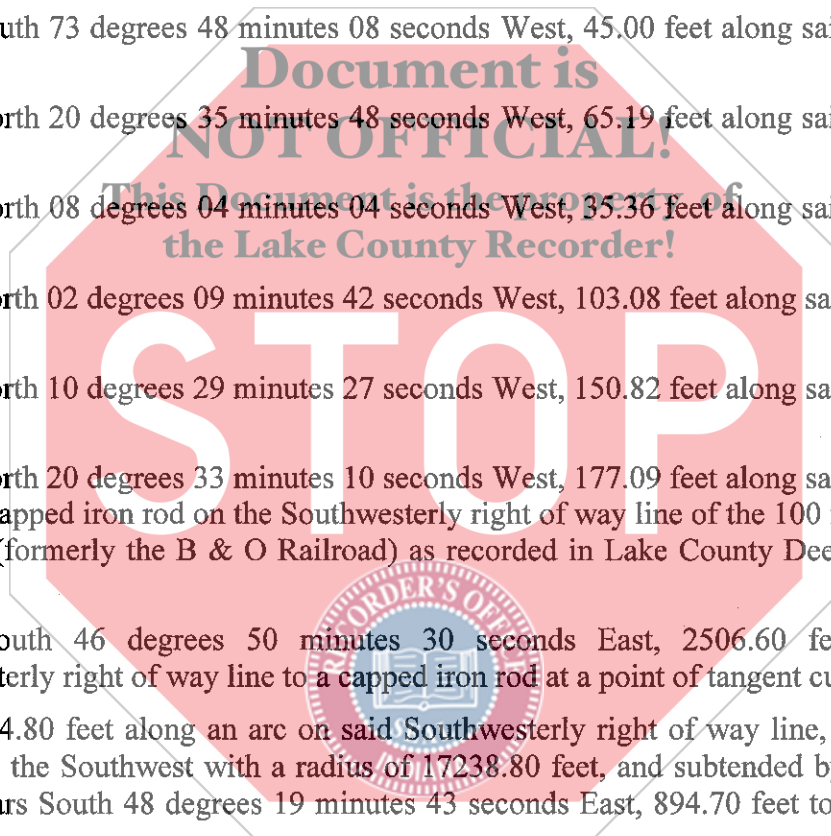 uth 73 degrees 48 minutes 08 seconds West, 45.00 feet along sai
Document is
orth 20 degrees 35 minutes 48 seconds West, 65.19 feet along sai
NOT OFFICIAL!
This Document is the property of
orth 08 degrees 04 minutes 04 seconds West, 35.36 feet along sai
the Lake County Recorder!
orth 02 degrees 09 minutes 42 seconds West, 103.08 feet along sa
STOP
orth 10 degrees 29 minutes 27 seconds West, 150.82 feet along sa
orth 20 degrees 33 minutes 10 seconds West, 177.09 feet along sa
apped iron rod on the Southwesterly right of way line of the 100
(formerly the B & O Railroad) as recorded in Lake County Dee
RECORDER'S OFFICE
outh 46 degrees 50 minutes 30 seconds East, 2506.60 fe
terly right of way line to a capped iron rod at a point of tangent cu
4.80 feet along an arc on said Southwesterly right of way line,
the Southwest with a radius of 17238.80 feet, and subtended b
ars South 48 degrees 19 minutes 43 seconds East, 894.70 feet to